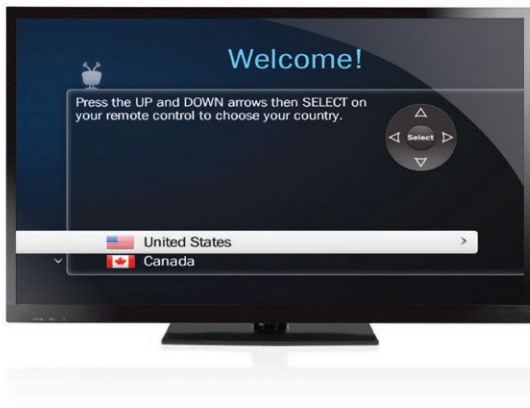 Welcome!
Press the UP and DOWN arrows then SELECT on
your remote control to choose your country.
Select
United States
Canada